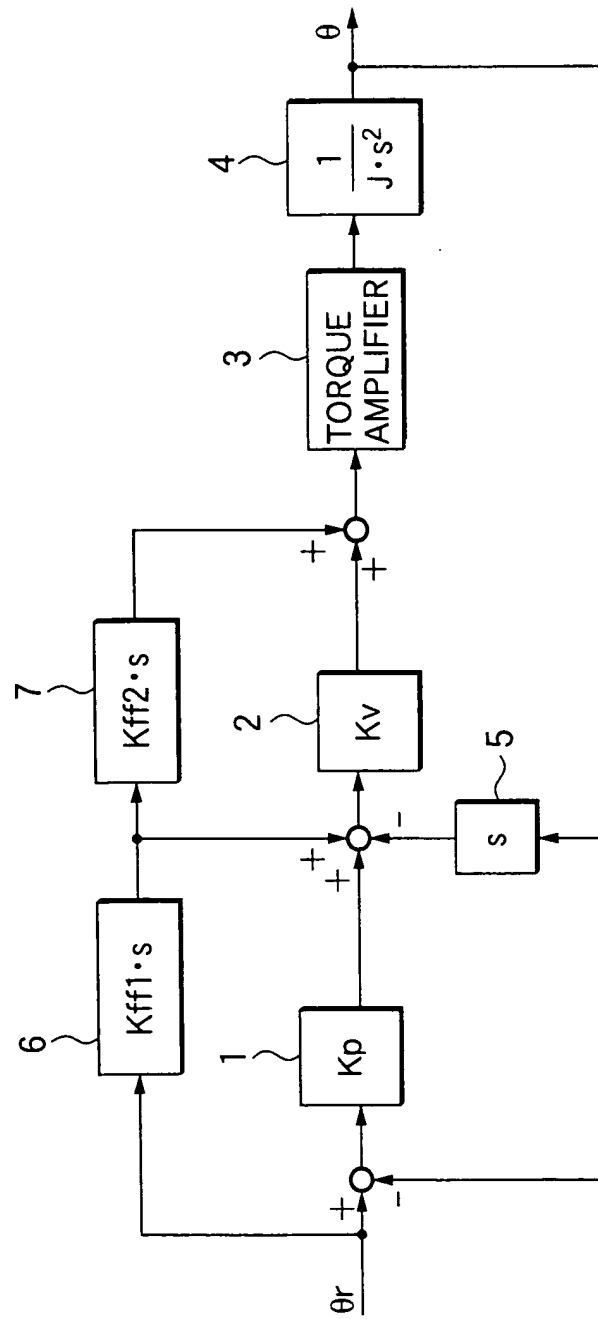 6
Kff1·s
7
Kff2·s
θr
+
-
1
Kp
+
+
-
2
Kv
+
+
3
TORQUE
AMPLIFIER
4
1
J·s²
θ
5
s